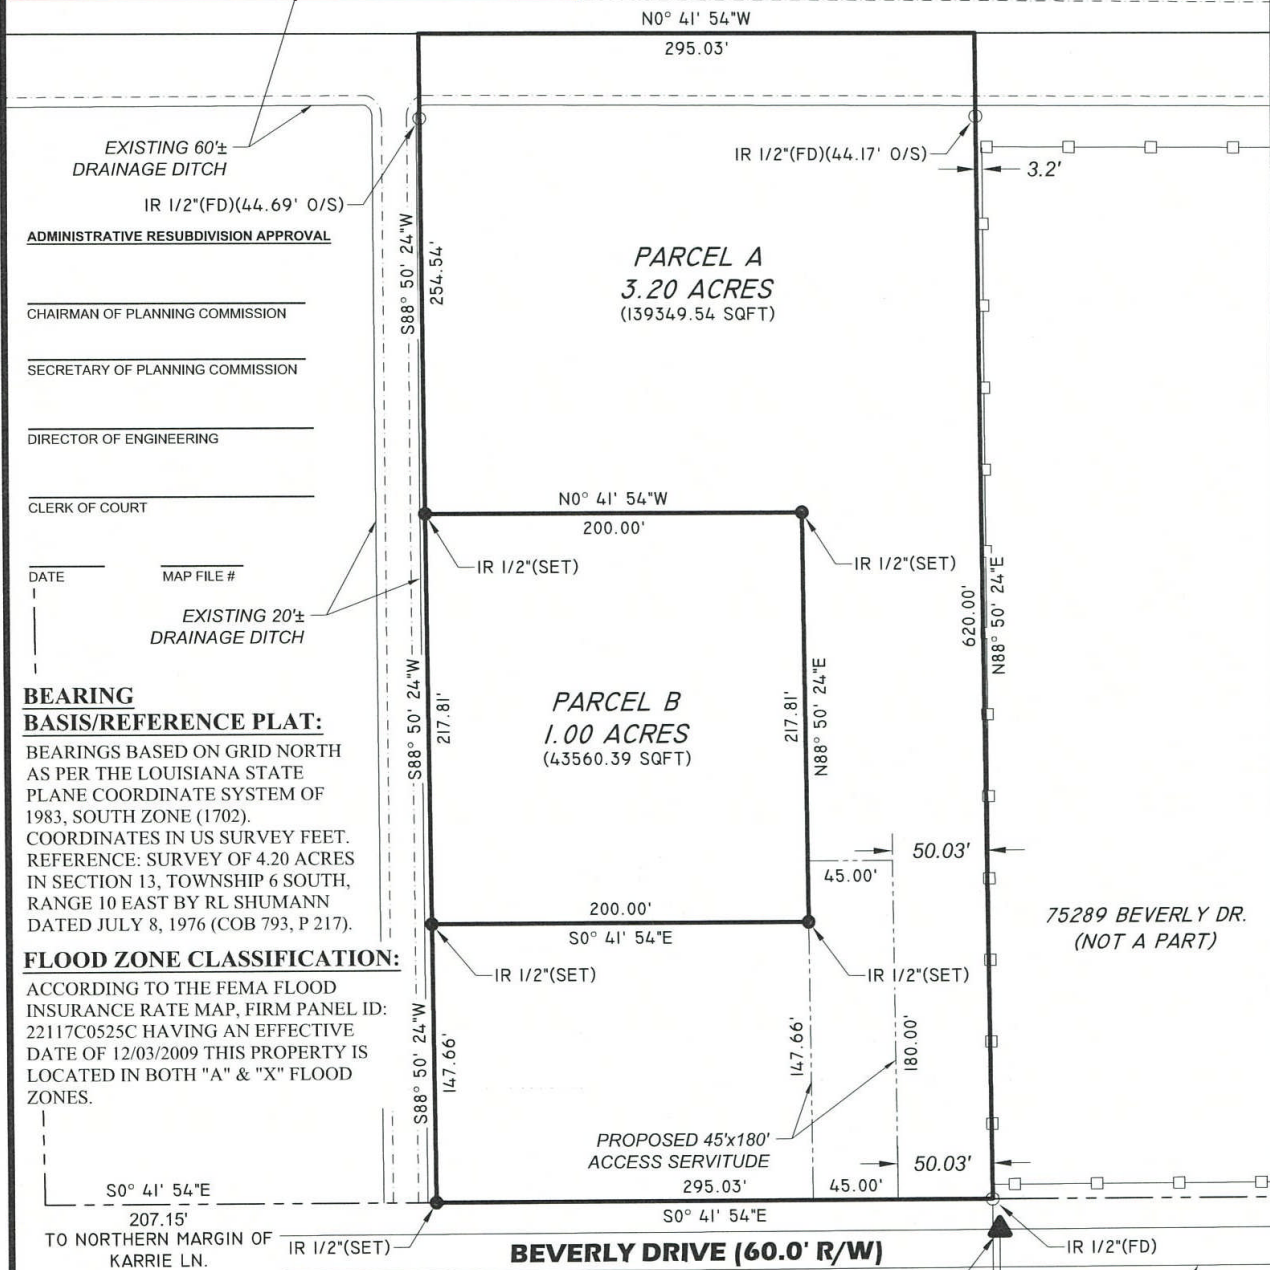 N0° 41' 54"W
295.03'
EXISTING 60'±
DRAINAGE DITCH
IR 1/2"(FD)(44.69' O/S)
IR 1/2"(FD)(44.17' O/S)
3.2'
ADMINISTRATIVE RESUBDIVISION APPROVAL
CHAIRMAN OF PLANNING COMMISSION
SECRETARY OF PLANNING COMMISSION
DIRECTOR OF ENGINEERING
CLERK OF COURT
DATE
MAP FILE #
S88° 50' 24"W
254.54'
PARCEL A
3.20 ACRES
(139349.54 SQFT)
N0° 41' 54"W
200.00'
IR 1/2"(SET)
IR 1/2"(SET)
EXISTING 20'±
DRAINAGE DITCH
620.00'
N88° 50' 24"E
S88° 50' 24"W
217.81'
PARCEL B
1.00 ACRES
(43560.39 SQFT)
217.81'
N88° 50' 24"E
BEARING
BASIS/REFERENCE PLAT:
BEARINGS BASED ON GRID NORTH
AS PER THE LOUISIANA STATE
PLANE COORDINATE SYSTEM OF
1983, SOUTH ZONE (1702).
COORDINATES IN US SURVEY FEET.
REFERENCE: SURVEY OF 4.20 ACRES
IN SECTION 13, TOWNSHIP 6 SOUTH,
RANGE 10 EAST BY RL SHUMANN
DATED JULY 8, 1976 (COB 793, P 217).
50.03'
45.00'
200.00'
S0° 41' 54"E
IR 1/2"(SET)
IR 1/2"(SET)
75289 BEVERLY DR.
(NOT A PART)
FLOOD ZONE CLASSIFICATION:
ACCORDING TO THE FEMA FLOOD
INSURANCE RATE MAP, FIRM PANEL ID:
22117C0525C HAVING AN EFFECTIVE
DATE OF 12/03/2009 THIS PROPERTY IS
LOCATED IN BOTH "A" & "X" FLOOD
ZONES.
S88° 50' 24"W
147.66'
147.66'
180.00'
PROPOSED 45'x180'
ACCESS SERVITUDE
50.03'
295.03'
45.00'
S0° 41' 54"E
S0° 41' 54"E
207.15'
TO NORTHERN MARGIN OF
KARRIE LN.
IR 1/2"(SET)
BEVERLY DRIVE (60.0' R/W)
IR 1/2"(FD)